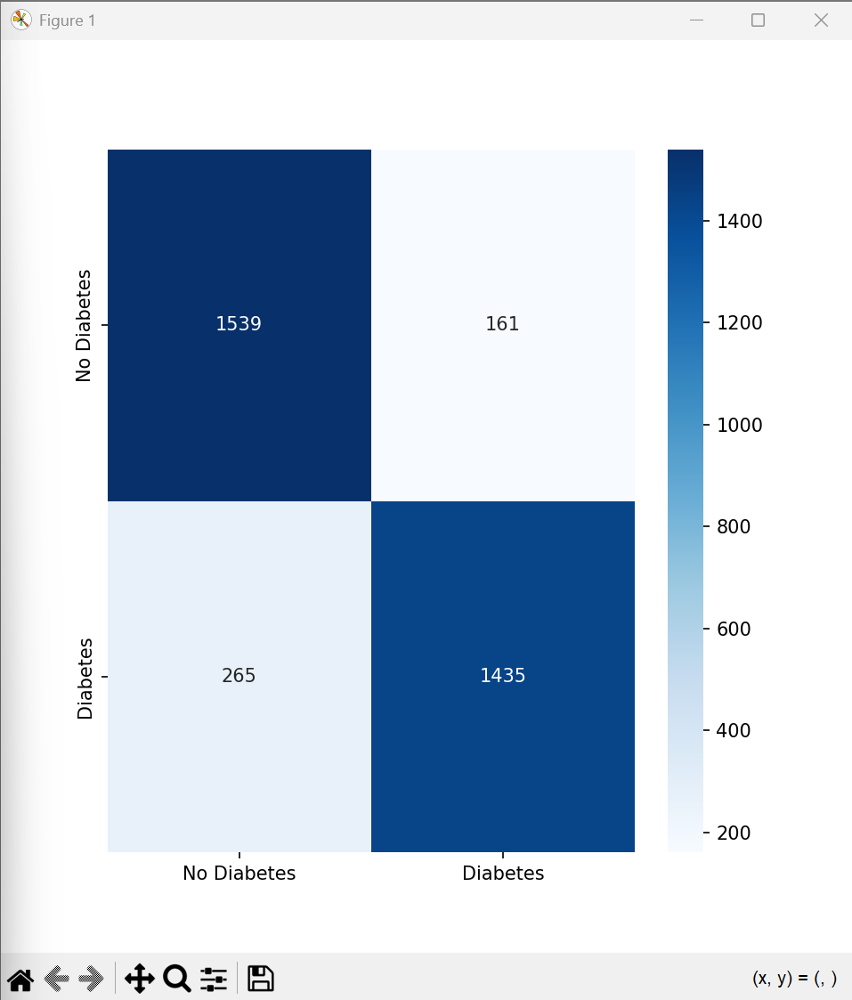 Figure 1
No Diabetes
Diabetes
1539
161
265
1435
No Diabetes
Diabetes
1400
1200
1000
800
600
400
200
(x, y) = (, )